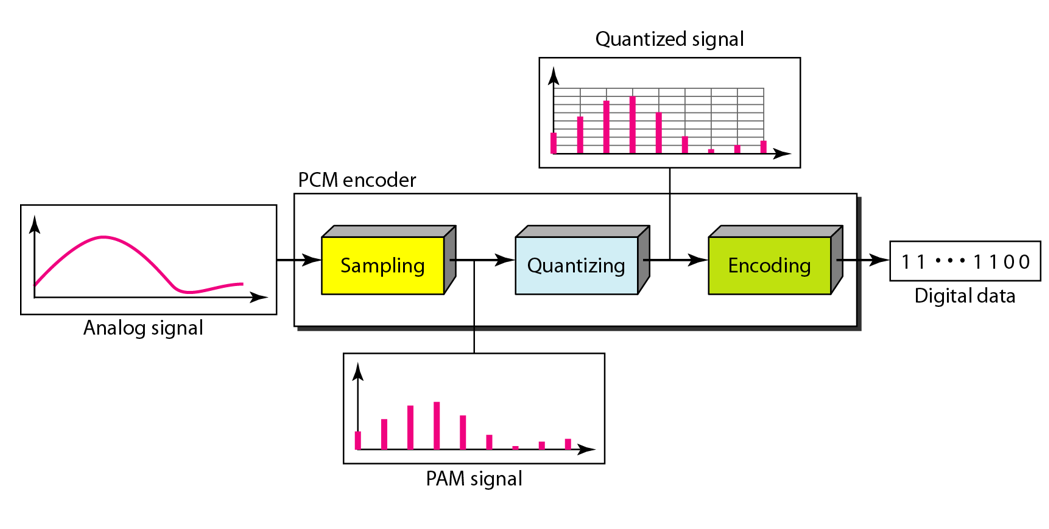 Quantized signal
PCM encoder
Sampling
Quantizing
Encoding
11•••1100
Digital data
Analog signal
PAM signal